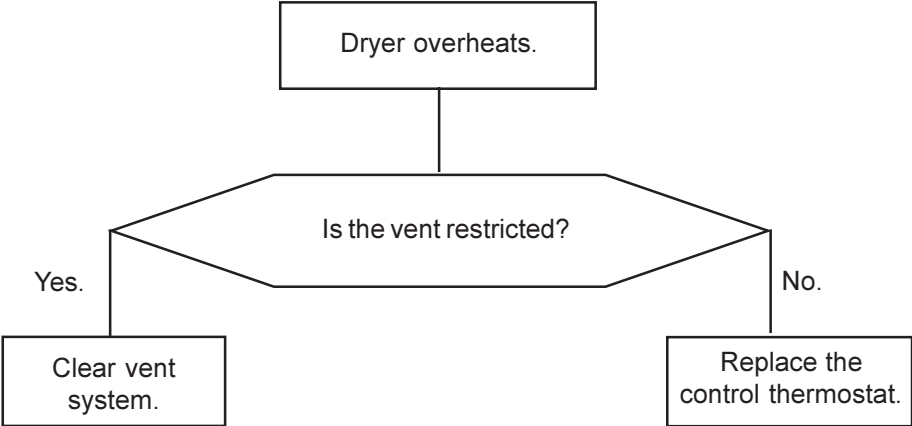 Dryer overheats.
Is the vent restricted?
Yes.
No.
Clear vent
system.
Replace the
control thermostat.